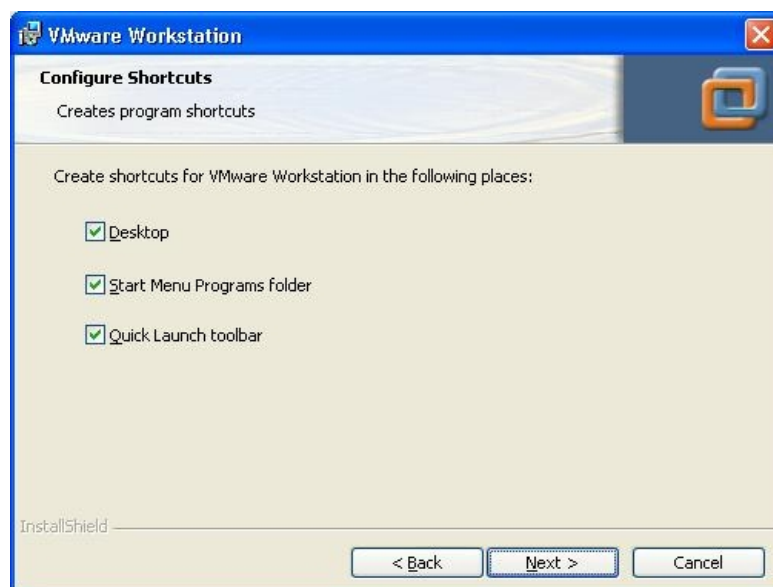 VMware Workstation
Configure Shortcuts
Creates program shortcuts
Create shortcuts for VMware Workstation in the following places:
Desktop
Start Menu Programs folder
Quick Launch toolbar
InstallShield
< Back Next > Cancel